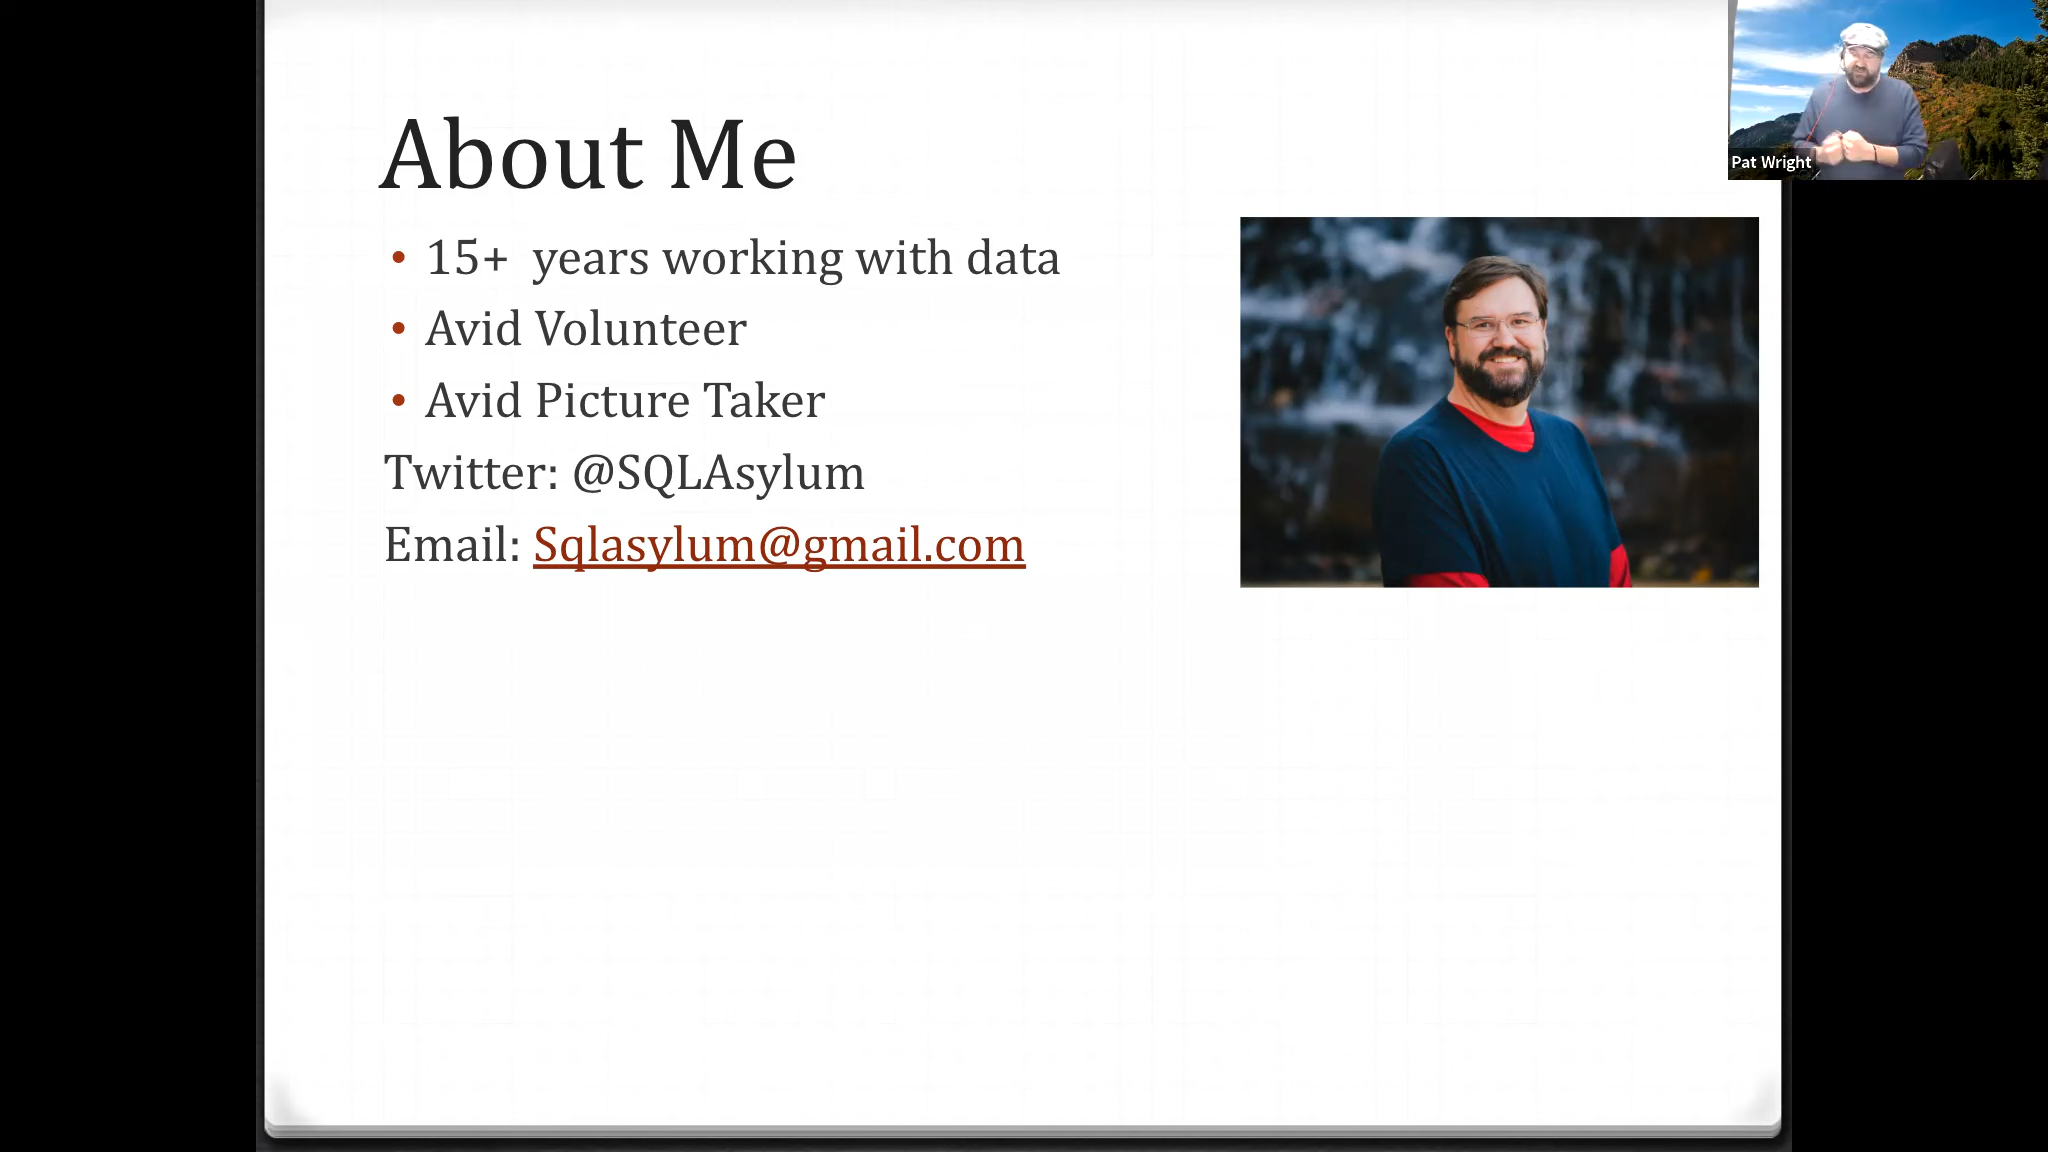 About Me
• 15+  years working with data
• Avid Volunteer
• Avid Picture Taker
Twitter: @SQLAsylum
Email: Sqlasylum@gmail.com
Pat Wright